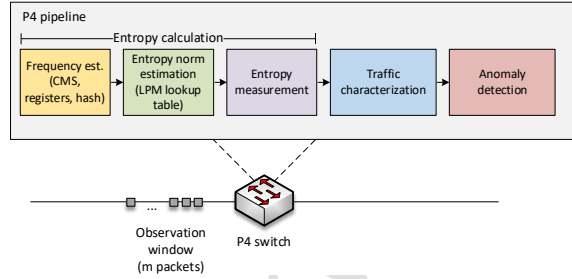 P4 pipeline
Entropy calculation
Frequency est.
(CMS,
registers, hash)
Entropy norm
estimation
(LPM lookup
table)
Entropy
measurement
Traffic
characterization
Anomaly
detection
...
Observation
window
(m packets)
P4 switch